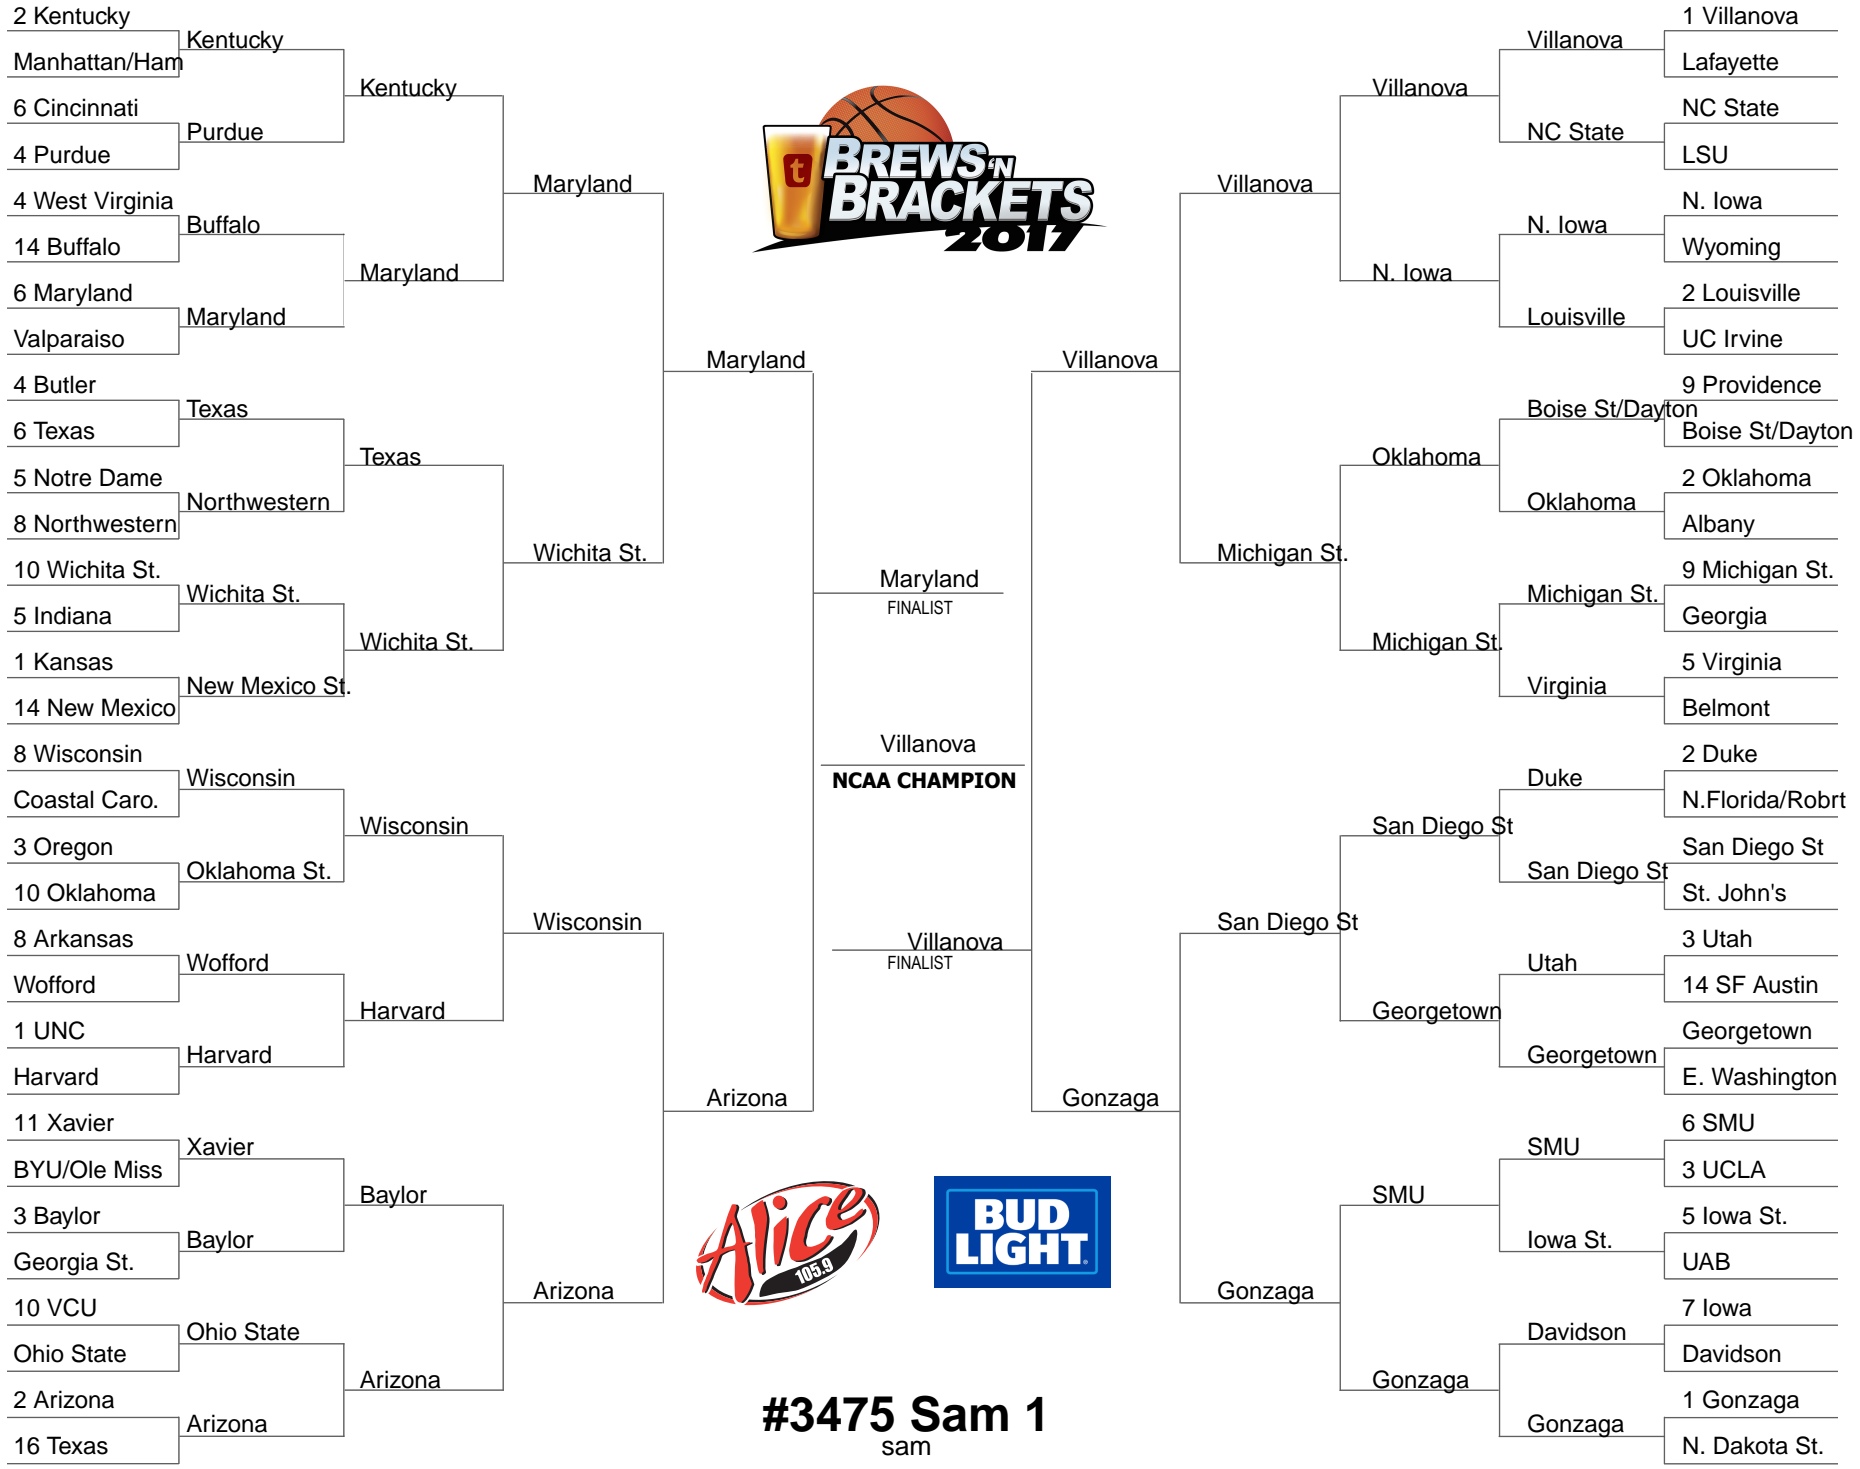 2 Kentucky
Manhattan/Ham
6 Cincinnati
4 Purdue
4 West Virginia
14 Buffalo
6 Maryland
Valparaiso
4 Butler
6 Texas
5 Notre Dame
8 Northwestern
10 Wichita St.
5 Indiana
1 Kansas
14 New Mexico
8 Wisconsin
Coastal Caro.
3 Oregon
10 Oklahoma
8 Arkansas
Wofford
1 UNC
Harvard
11 Xavier
BYU/Ole Miss
3 Baylor
Georgia St.
10 VCU
Ohio State
2 Arizona
16 Texas
Kentucky
Purdue
Buffalo
Maryland
Texas
Northwestern
Wichita St.
New Mexico St.
Wisconsin
Oklahoma St.
Wofford
Harvard
Xavier
Baylor
Ohio State
Arizona
Kentucky
Maryland
Texas
Wichita St.
Wisconsin
Harvard
Baylor
Arizona
Maryland
Wichita St.
Wisconsin
Arizona
Maryland
Arizona
t
BREWS 'N
BRACKETS
2017
Maryland
FINALIST
Villanova
NCAA CHAMPION
Villanova
FINALIST
Alice
105.9
BUD
LIGHT
#3475 Sam 1
sam
Villanova
Gonzaga
Villanova
Michigan St.
San Diego St
Gonzaga
Villanova
N. Iowa
Oklahoma
Michigan St.
San Diego St
Georgetown
SMU
Gonzaga
Villanova
NC State
N. Iowa
Louisville
Boise St/Dayton
Oklahoma
Michigan St.
Virginia
Duke
San Diego St
Utah
Georgetown
SMU
Iowa St.
Davidson
Gonzaga
1 Villanova
Lafayette
NC State
LSU
N. Iowa
Wyoming
2 Louisville
UC Irvine
9 Providence
Boise St/Dayton
2 Oklahoma
Albany
9 Michigan St.
Georgia
5 Virginia
Belmont
2 Duke
N.Florida/Robrt
San Diego St
St. John's
3 Utah
14 SF Austin
Georgetown
E. Washington
6 SMU
3 UCLA
5 Iowa St.
UAB
7 Iowa
Davidson
1 Gonzaga
N. Dakota St.